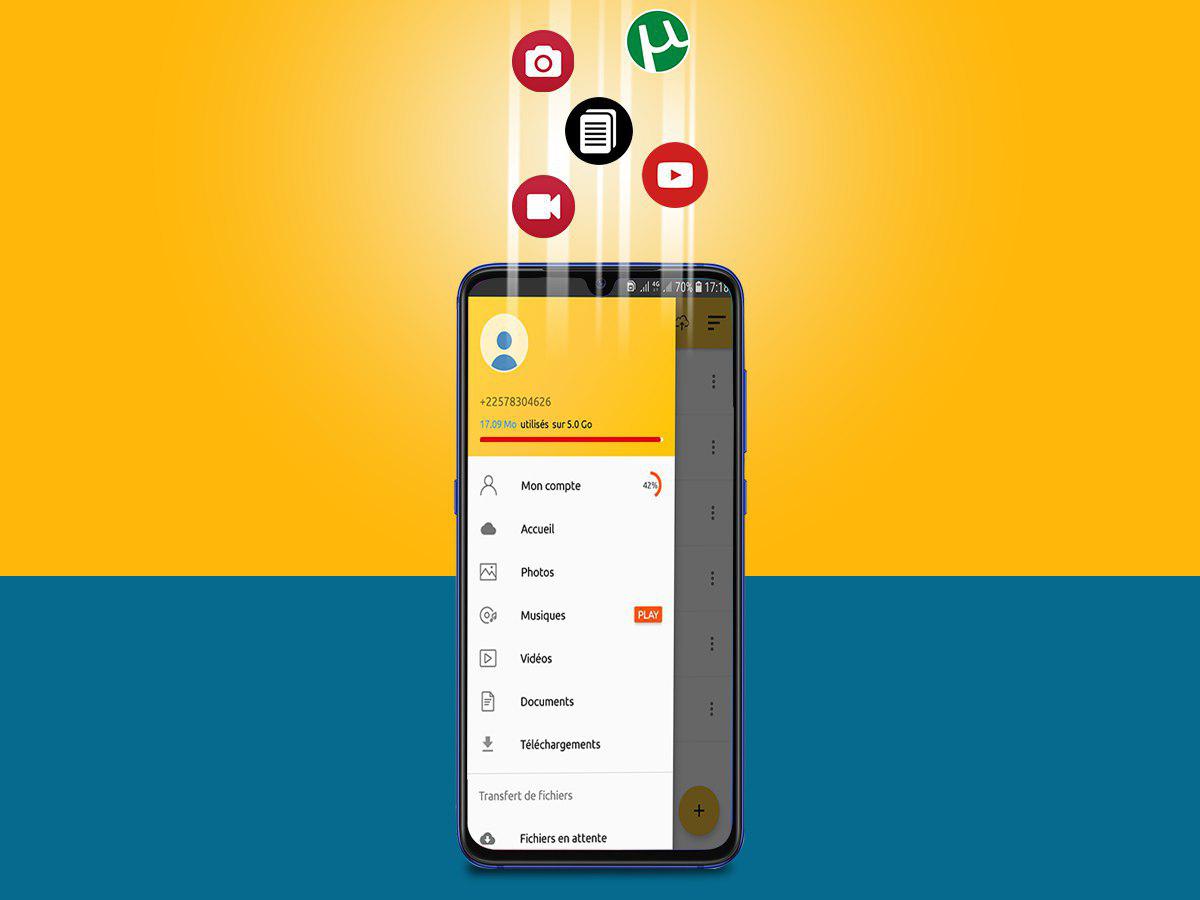 µ
4G 70% 17:18
+22578304626
17.09 Mo utilisés sur 5.0 Go
Mon compte 42%
Accueil
Photos
Musiques PLAY
Vidéos
Documents
Téléchargements
Transfert de fichiers
Fichiers en attente